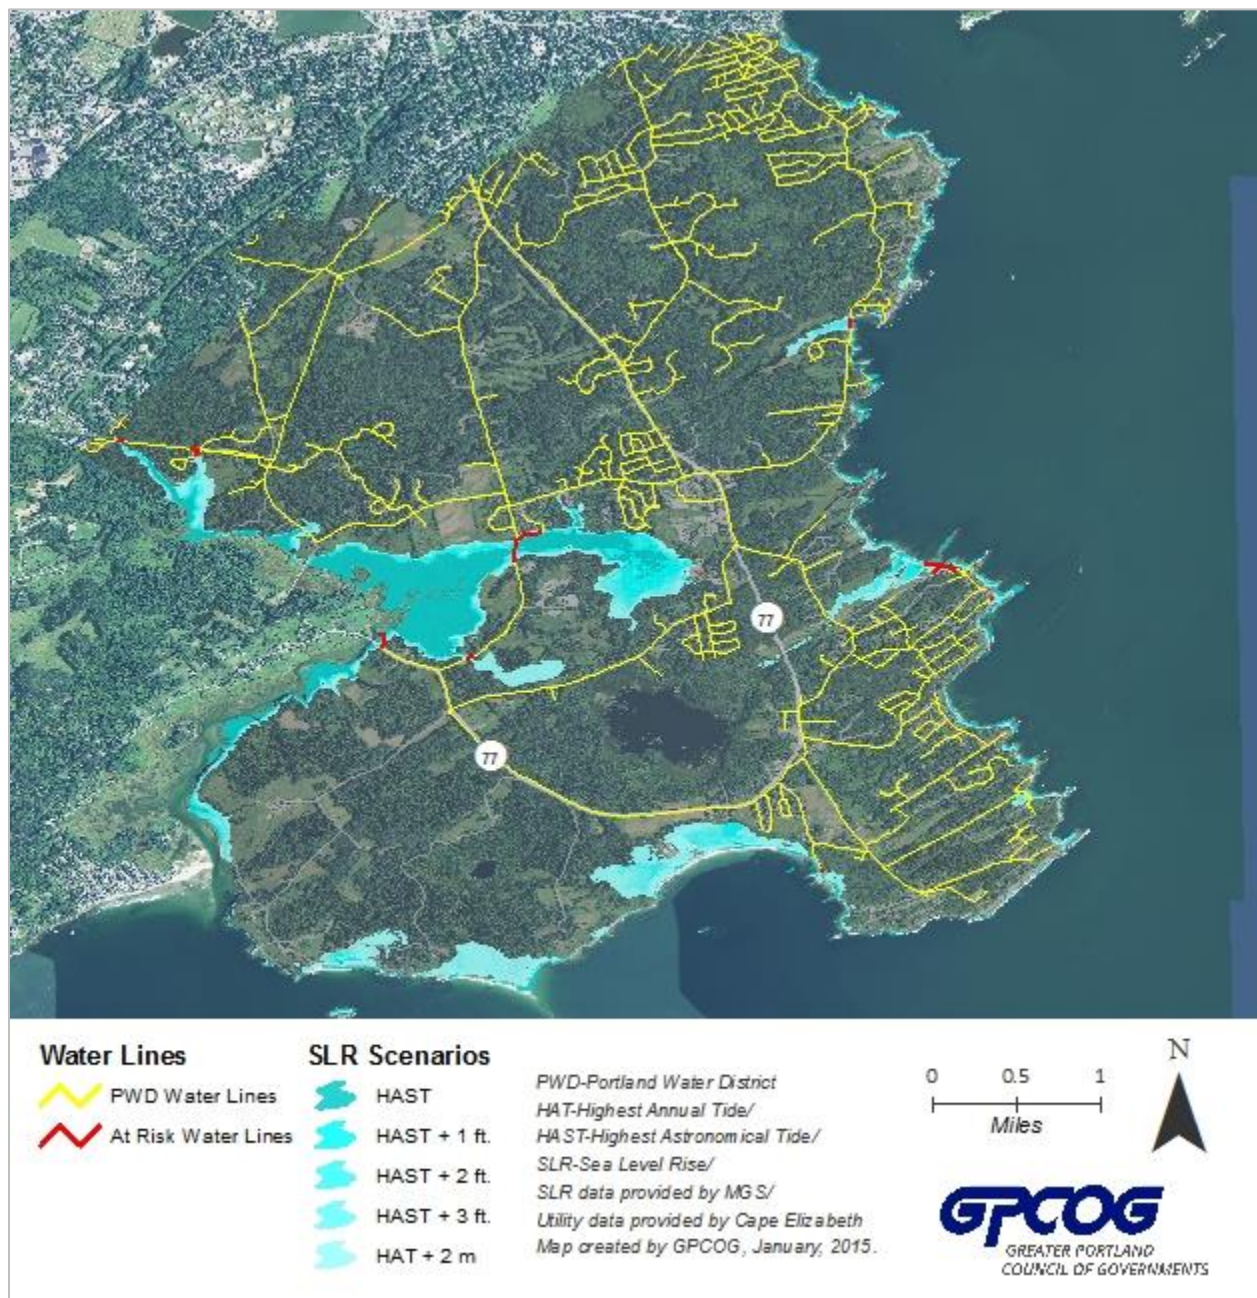 77
77
Water Lines
PWD Water Lines
At Risk Water Lines
SLR Scenarios
HAST
HAST + 1 ft.
HAST + 2 ft.
HAST + 3 ft.
HAT + 2 m
PWD-Portland Water District
HAT-Highest Annual Tide/
HAST-Highest Astronomical Tide/
SLR-Sea Level Rise/
SLR data provided by MGS/
Utility data provided by Cape Elizabeth
Map created by GPCOG, January, 2015.
0 0.5 1
Miles
N
GPCOG
GREATER PORTLAND
COUNCIL OF GOVERNMENTS